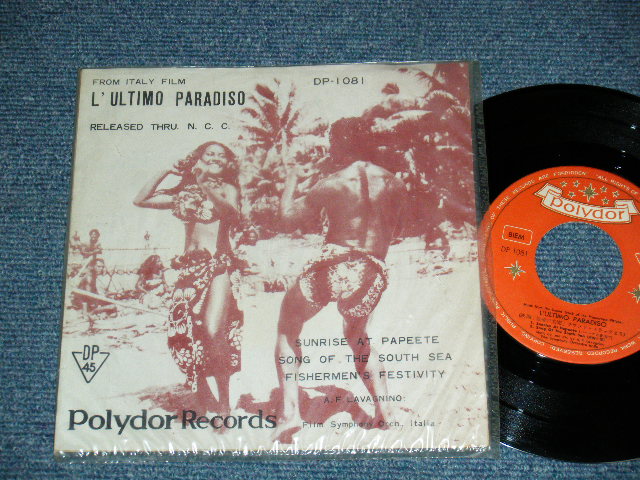 FROM ITALY FILM
DP-1081
L'ULTIMO PARADISO
RELEASED THRU. N. C. C.
SUNRISE AT PAPEETE
SONG OF. THE SOUTH SEA
FISHERMEN'S FESTIVITY
A. F. LAVAGNINO:
Film Symphony Orch., Italia
DP
45
Polydor Records
Polydor
BIEM
DP-1081
L'ULTIMO PARADISO